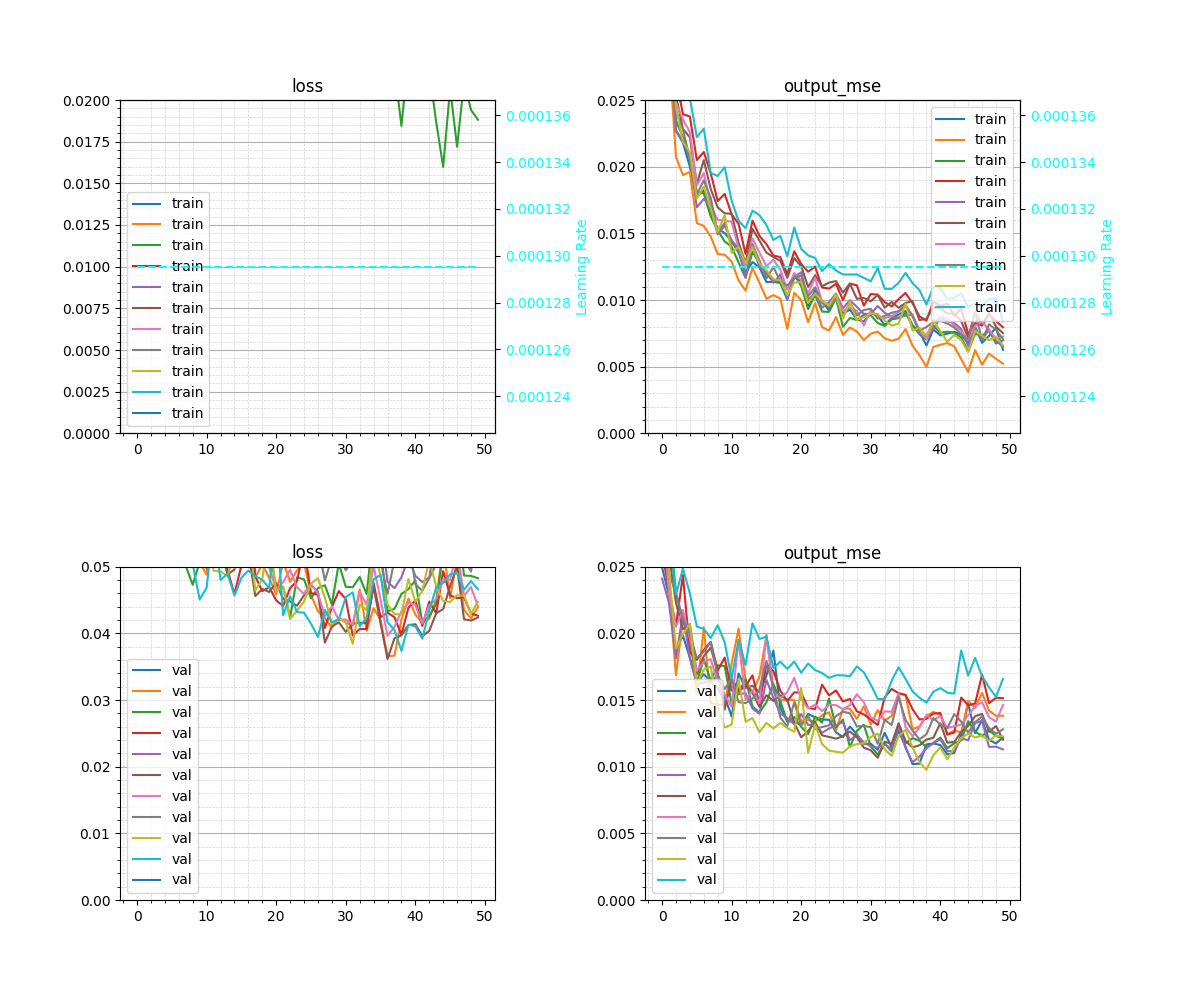 loss
0.0200
0.0175
0.0150
0.0125
0.0100
0.0075
0.0050
0.0025
0.0000
0 10 20 30 40 50
train
train
train
train
train
train
train
train
train
train
train
0.000136
0.000134
0.000132
0.000130
0.000128
0.000126
0.000124
Learning Rate
output_mse
0.025
0.020
0.015
0.010
0.005
0.000
0 10 20 30 40 50
train
train
train
train
train
train
train
train
train
train
0.000136
0.000134
0.000132
0.000130
0.000128
0.000126
0.000124
Learning Rate
loss
0.05
0.04
0.03
0.02
0.01
0.00
0 10 20 30 40 50
val
val
val
val
val
val
val
val
val
val
val
output_mse
0.025
0.020
0.015
0.010
0.005
0.000
0 10 20 30 40 50
val
val
val
val
val
val
val
val
val
val